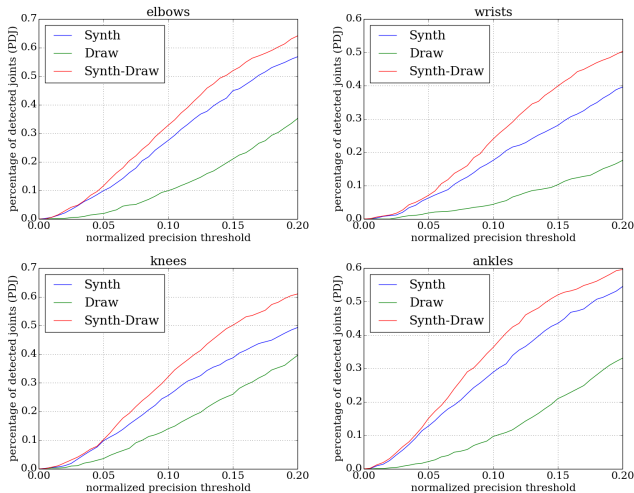 elbows
percentage of detected joints (PDJ)
0.7
0.6
0.5
0.4
0.3
0.2
0.1
0.0
Synth
Draw
Synth-Draw
0.00 0.05 0.10 0.15 0.20
normalized precision threshold
wrists
percentage of detected joints (PDJ)
0.6
0.5
0.4
0.3
0.2
0.1
0.0
Synth
Draw
Synth-Draw
0.00 0.05 0.10 0.15 0.20
normalized precision threshold
knees
percentage of detected joints (PDJ)
0.7
0.6
0.5
0.4
0.3
0.2
0.1
0.0
Synth
Draw
Synth-Draw
0.00 0.05 0.10 0.15 0.20
normalized precision threshold
ankles
percentage of detected joints (PDJ)
0.6
0.5
0.4
0.3
0.2
0.1
0.0
Synth
Draw
Synth-Draw
0.00 0.05 0.10 0.15 0.20
normalized precision threshold